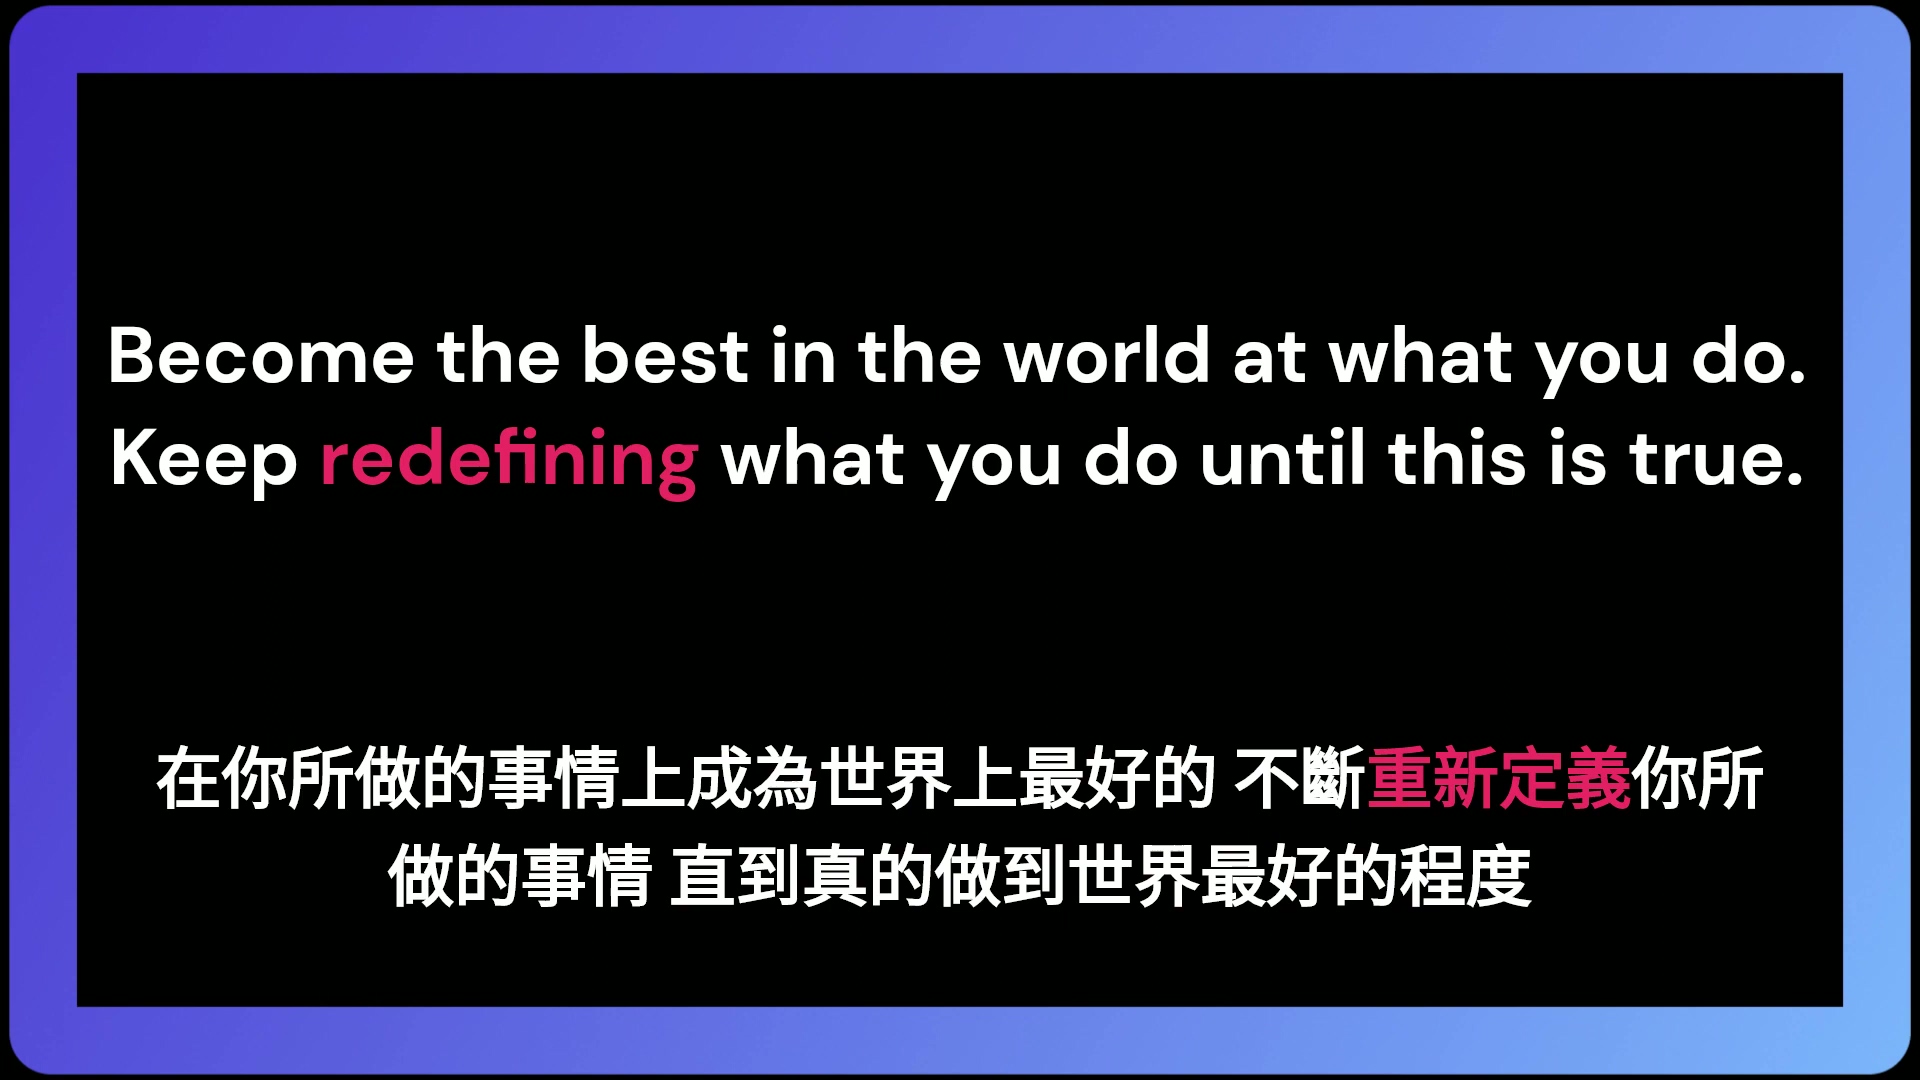 Become the best in the world at what you do.
Keep redefining what you do until this is true.
在你所做的事情上成為世界上最好的 不斷重新定義你所
做的事情 直到真的做到世界最好的程度